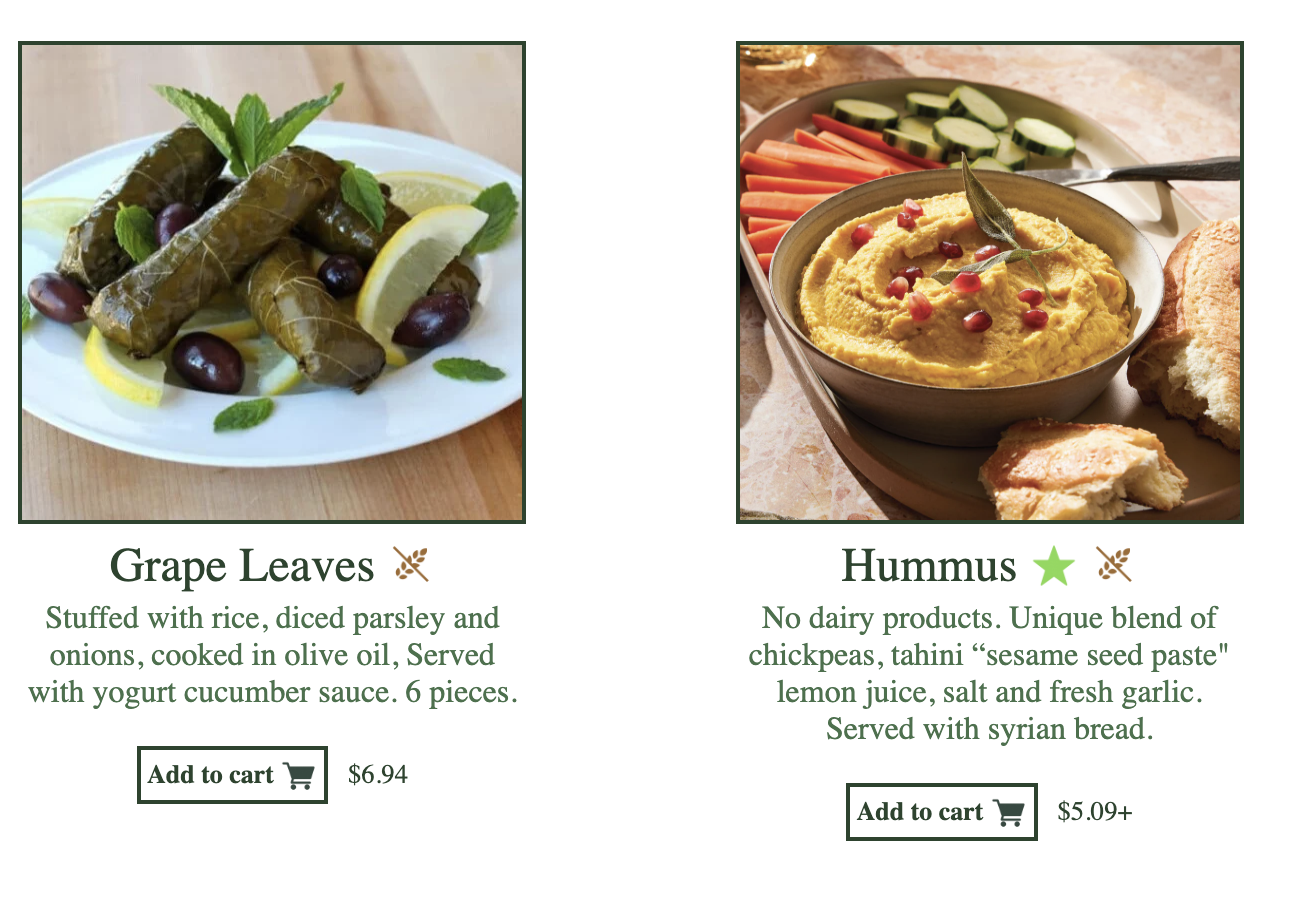 Grape Leaves
Stuffed with rice, diced parsley and
onions, cooked in olive oil, Served
with yogurt cucumber sauce. 6 pieces.
Add to cart $6.94
Hummus
No dairy products. Unique blend of
chickpeas, tahini “sesame seed paste"
lemon juice, salt and fresh garlic.
Served with syrian bread.
Add to cart $5.09+